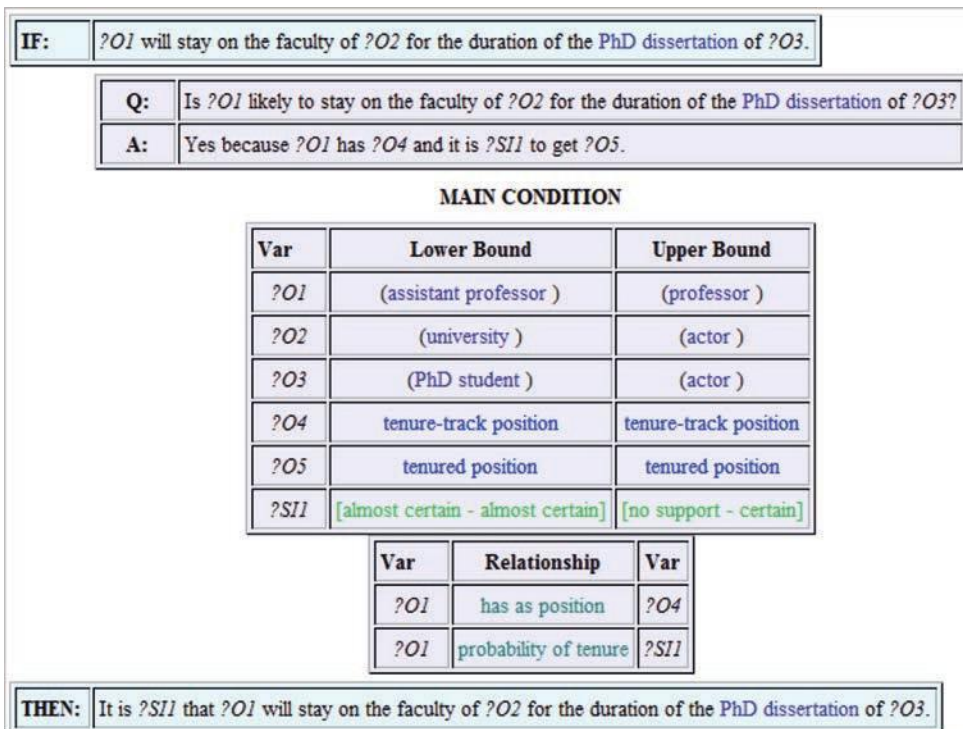 IF: ?O1 will stay on the faculty of ?O2 for the duration of the PhD dissertation of ?O3.
Q: Is ?O1 likely to stay on the faculty of ?O2 for the duration of the PhD dissertation of ?O3?
A: Yes because ?O1 has ?O4 and it is ?SI1 to get ?O5.
MAIN CONDITION
Var Lower Bound Upper Bound
?O1 (assistant professor ) (professor )
?O2 (university ) (actor )
?O3 (PhD student ) (actor )
?O4 tenure-track position tenure-track position
?O5 tenured position tenured position
?SI1 [almost certain - almost certain] [no support - certain]
Var Relationship Var
?O1 has as position ?O4
?O1 probability of tenure ?SI1
THEN: It is ?SI1 that ?O1 will stay on the faculty of ?O2 for the duration of the PhD dissertation of ?O3.